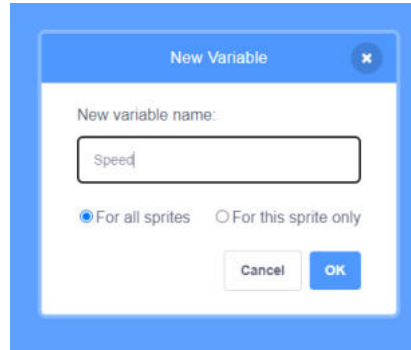 New Variable
New variable name:
Speed
For all sprites For this sprite only
Cancel OK